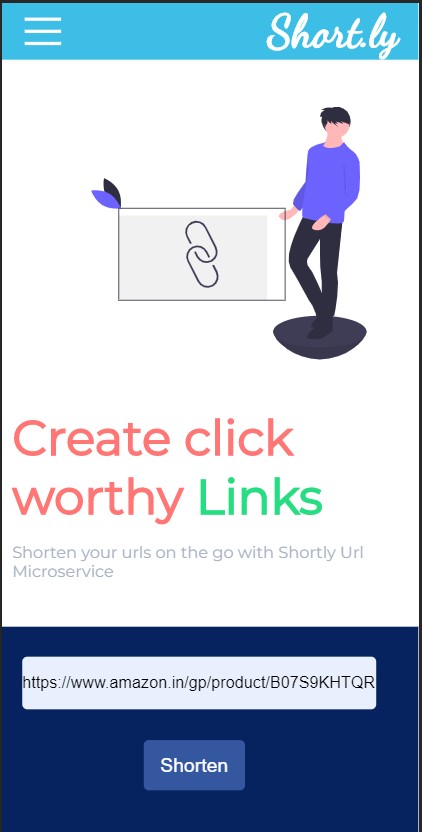 Short.ly
Create click
worthy Links
Shorten your urls on the go with Shortly Url
Microservice
https://www.amazon.in/gp/product/B07S9KHTQR
Shorten